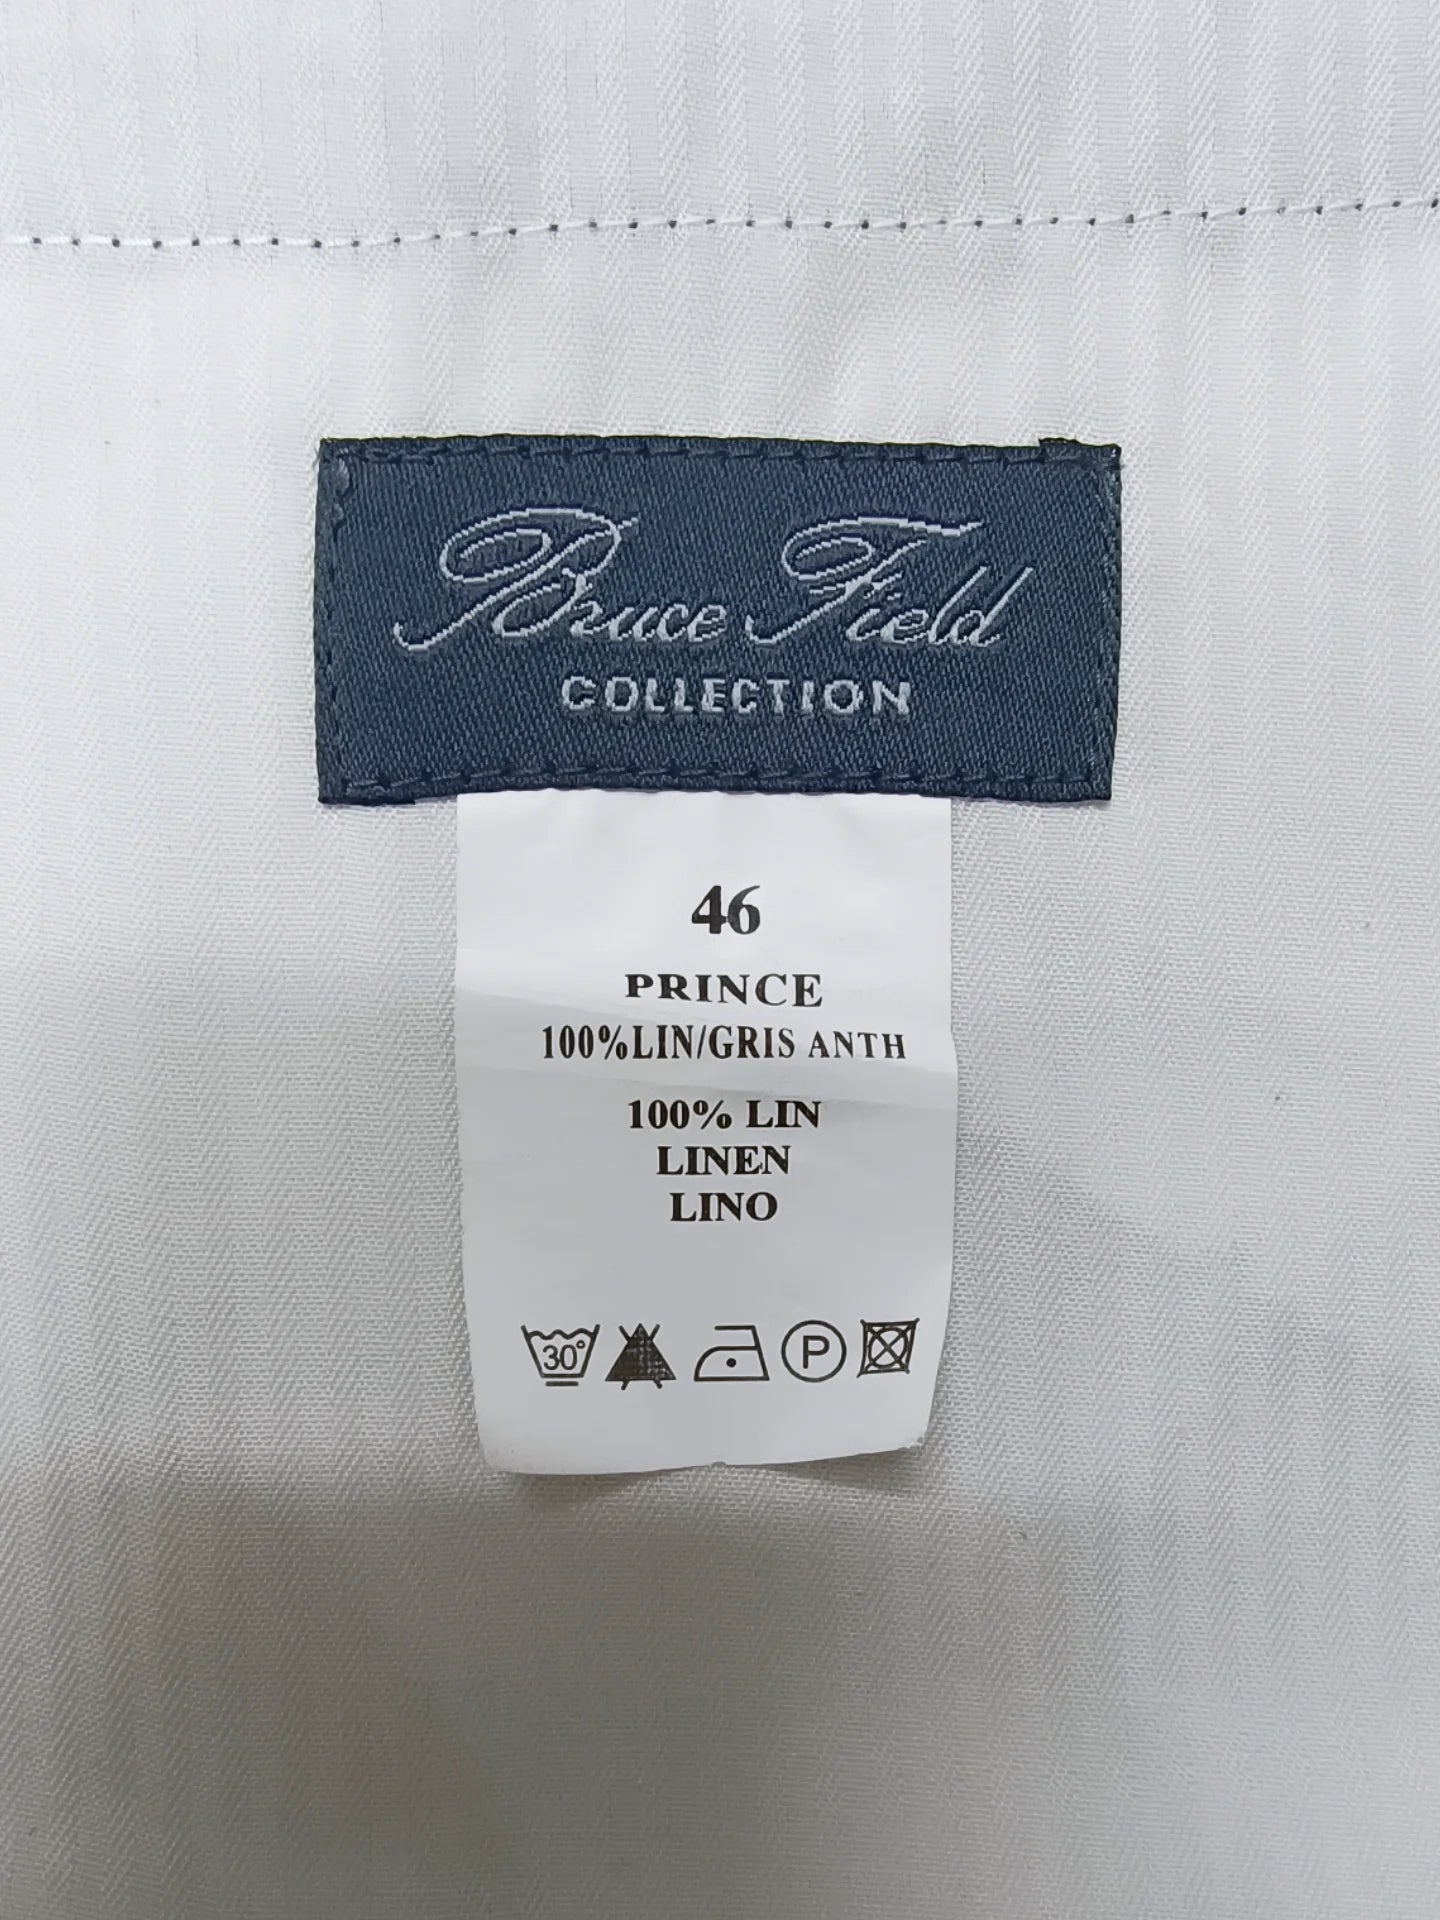 Bruce Field
COLLECTION
46
PRINCE
100%LIN/GRIS ANTH
100% LIN
LINEN
LINO
30° P